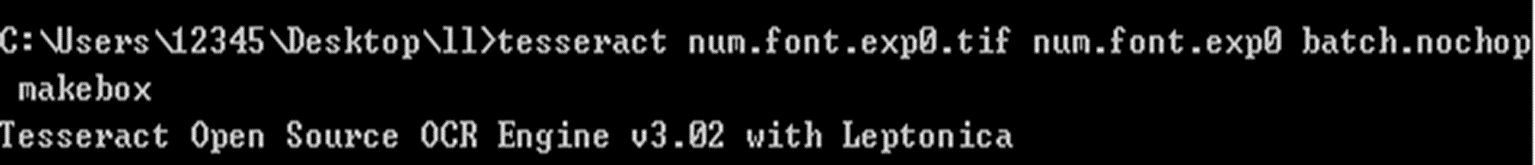 C:\Users\12345\Desktop\ll>tesseract num.font.exp0.tif num.font.exp0 batch.nochop
makebox
Tesseract Open Source OCR Engine v3.02 with Leptonica